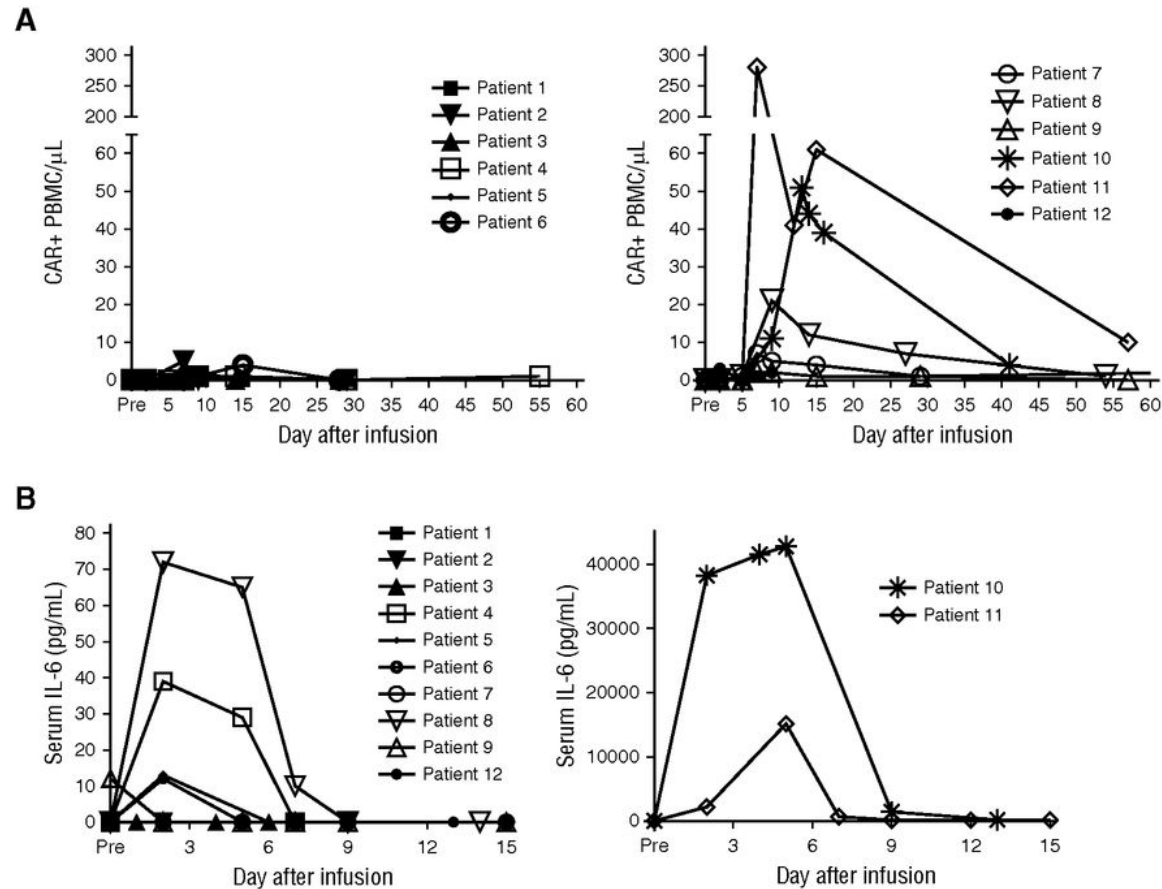 A
CAR+ PBMC/µL
300
250
200
60
50
40
30
20
10
0
Pre 5 10 15 20 25 30 35 40 45 50 55 60
Day after infusion
Patient 1
Patient 2
Patient 3
Patient 4
Patient 5
Patient 6
CAR+ PBMC/µL
300
250
200
60
50
40
30
20
10
0
Pre 5 10 15 20 25 30 35 40 45 50 55 60
Day after infusion
Patient 7
Patient 8
Patient 9
Patient 10
Patient 11
Patient 12
B
Serum IL-6 (pg/mL)
80
70
60
50
40
30
20
10
0
Pre 3 6 9 12 15
Day after infusion
Patient 1
Patient 2
Patient 3
Patient 4
Patient 5
Patient 6
Patient 7
Patient 8
Patient 9
Patient 12
Serum IL-6 (pg/mL)
40000
30000
20000
10000
0
Pre 3 6 9 12 15
Day after infusion
Patient 10
Patient 11